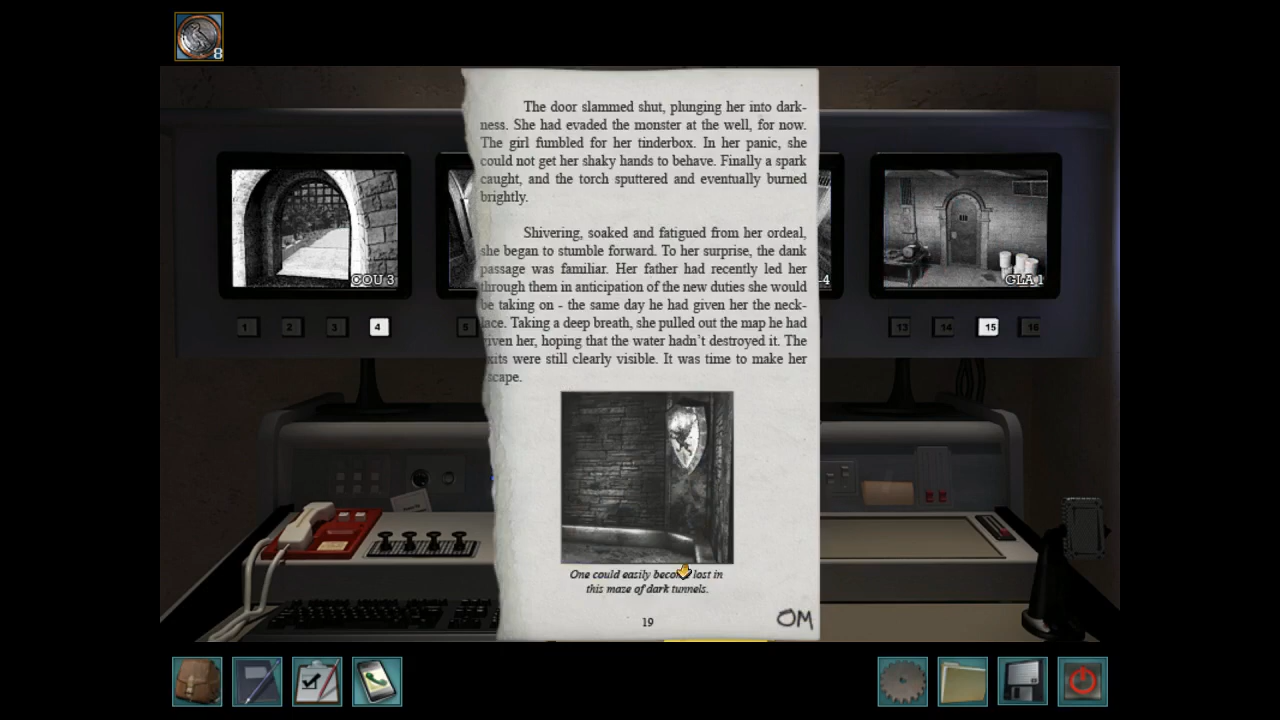 8
The door slammed shut, plunging her into dark-
ness. She had evaded the monster at the well, for now.
The girl fumbled for her tinderbox. In her panic, she
could not get her shaky hands to behave. Finally a spark
caught, and the torch sputtered and eventually burned
brightly.
Shivering, soaked and fatigued from her ordeal,
she began to stumble forward. To her surprise, the dank
passage was familiar. Her father had recently led her
through them in anticipation of the new duties she would
be taking on - the same day he had given her the neck-
lace. Taking a deep breath, she pulled out the map he had
given her, hoping that the water hadn't destroyed it. The
exits were still clearly visible. It was time to make her
scape.
One could easily become lost in
this maze of dark tunnels.
19
OM
COU 3
-4
GLA 1
1 2 3 4 5 13 14 15 16